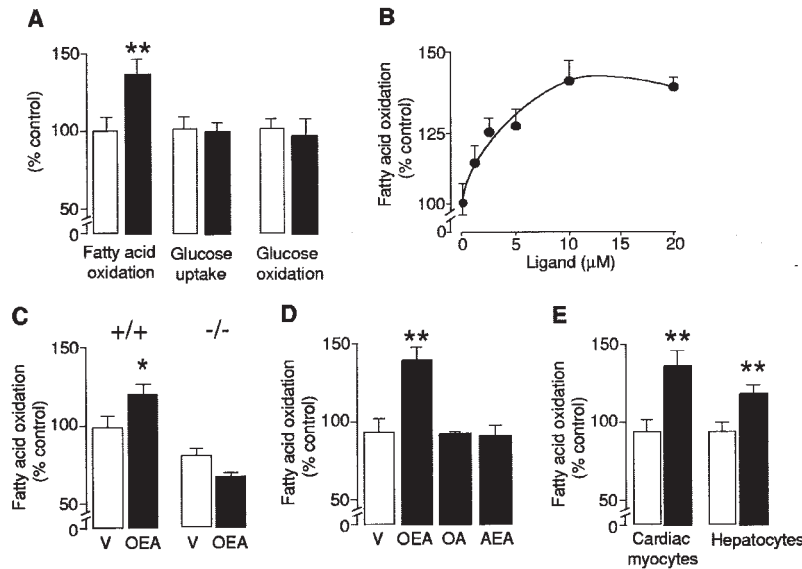 A
**
150
100
50
0
(% control)
Fatty acid
oxidation
Glucose
uptake
Glucose
oxidation
B
150
125
100
0
Fatty acid oxidation
(% control)
0
5
10
15
20
Ligand (µM)
C
+/+
-/-
150
100
50
0
Fatty acid oxidation
(% control)
*
V
OEA
V
OEA
D
150
100
50
0
Fatty acid oxidation
(% control)
**
V
OEA
OA
AEA
E
150
100
50
0
Fatty acid oxidation
(% control)
**
**
Cardiac
myocytes
Hepatocytes